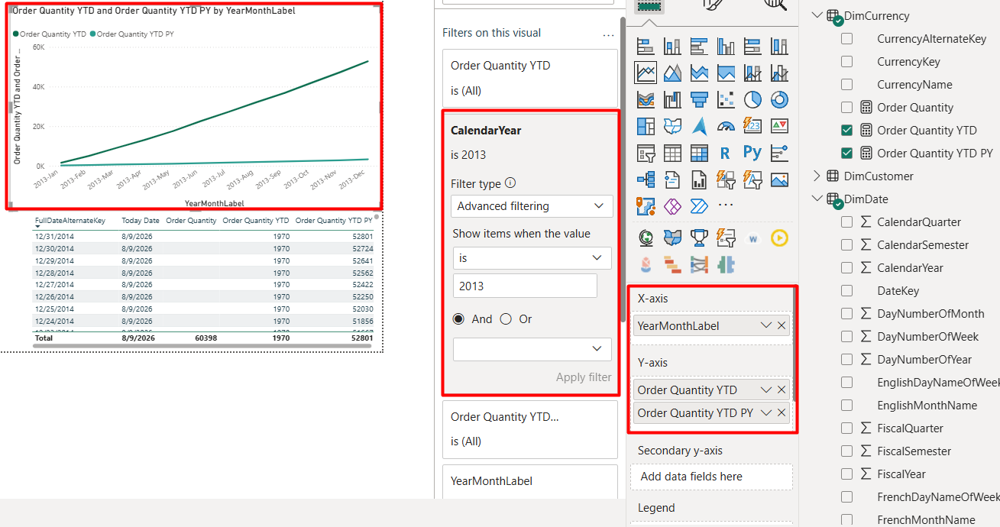 Order Quantity YTD and Order Quantity YTD PY by YearMonthLabel
Order Quantity YTD Order Quantity YTD PY
Order Quantity YTD and Order ...
60K
40K
20K
0K
2013-Jan 2013-Feb 2013-Mar 2013-Apr 2013-May 2013-Jun 2013-Jul 2013-Aug 2013-Sep 2013-Oct 2013-Nov 2013-Dec
YearMonthLabel
FullDateAlternateKey Today Date Order Quantity Order Quantity YTD Order Quantity YTD PY
12/31/2014 8/9/2026 1970 52801
12/30/2014 8/9/2026 1970 52724
12/29/2014 8/9/2026 1970 52641
12/28/2014 8/9/2026 1970 52562
12/27/2014 8/9/2026 1970 52422
12/26/2014 8/9/2026 1970 52250
12/25/2014 8/9/2026 1970 52030
12/24/2014 8/9/2026 1970 51856
Total 8/9/2026 60398 1970 52801
Filters on this visual
...
Order Quantity YTD
is (All)
CalendarYear
is 2013
Filter type
Advanced filtering
Show items when the value
is
2013
And Or
Apply filter
Order Quantity YTD...
is (All)
YearMonthLabel
123
R
Py
...
W
X-axis
YearMonthLabel
Y-axis
Order Quantity YTD
Order Quantity YTD PY
Secondary y-axis
Add data fields here
Legend
DimCurrency
CurrencyAlternateKey
CurrencyKey
CurrencyName
Order Quantity
Order Quantity YTD
Order Quantity YTD PY
DimCustomer
DimDate
CalendarQuarter
CalendarSemester
CalendarYear
DateKey
DayNumberOfMonth
DayNumberOfWeek
DayNumberOfYear
EnglishDayNameOfWeek
EnglishMonthName
FiscalQuarter
FiscalSemester
FiscalYear
FrenchDayNameOfWeek
FrenchMonthName